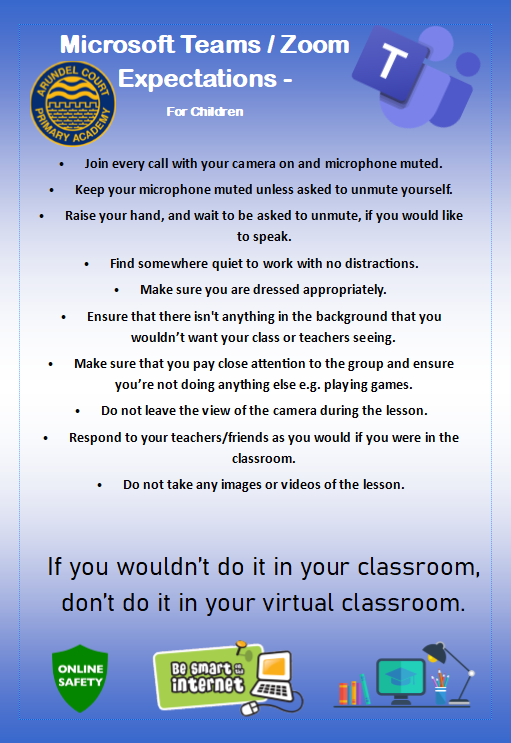 Microsoft Teams / Zoom
Expectations -
ARUNDEL COURT
PRIMARY ACADEMY
For Children
T
• Join every call with your camera on and microphone muted.
• Keep your microphone muted unless asked to unmute yourself.
• Raise your hand, and wait to be asked to unmute, if you would like
to speak.
• Find somewhere quiet to work with no distractions.
• Make sure you are dressed appropriately.
• Ensure that there isn't anything in the background that you
wouldn’t want your class or teachers seeing.
• Make sure that you pay close attention to the group and ensure
you’re not doing anything else e.g. playing games.
• Do not leave the view of the camera during the lesson.
• Respond to your teachers/friends as you would if you were in the
classroom.
• Do not take any images or videos of the lesson.
If you wouldn’t do it in your classroom,
don’t do it in your virtual classroom.
ONLINE
SAFETY
Be smart on the
internet